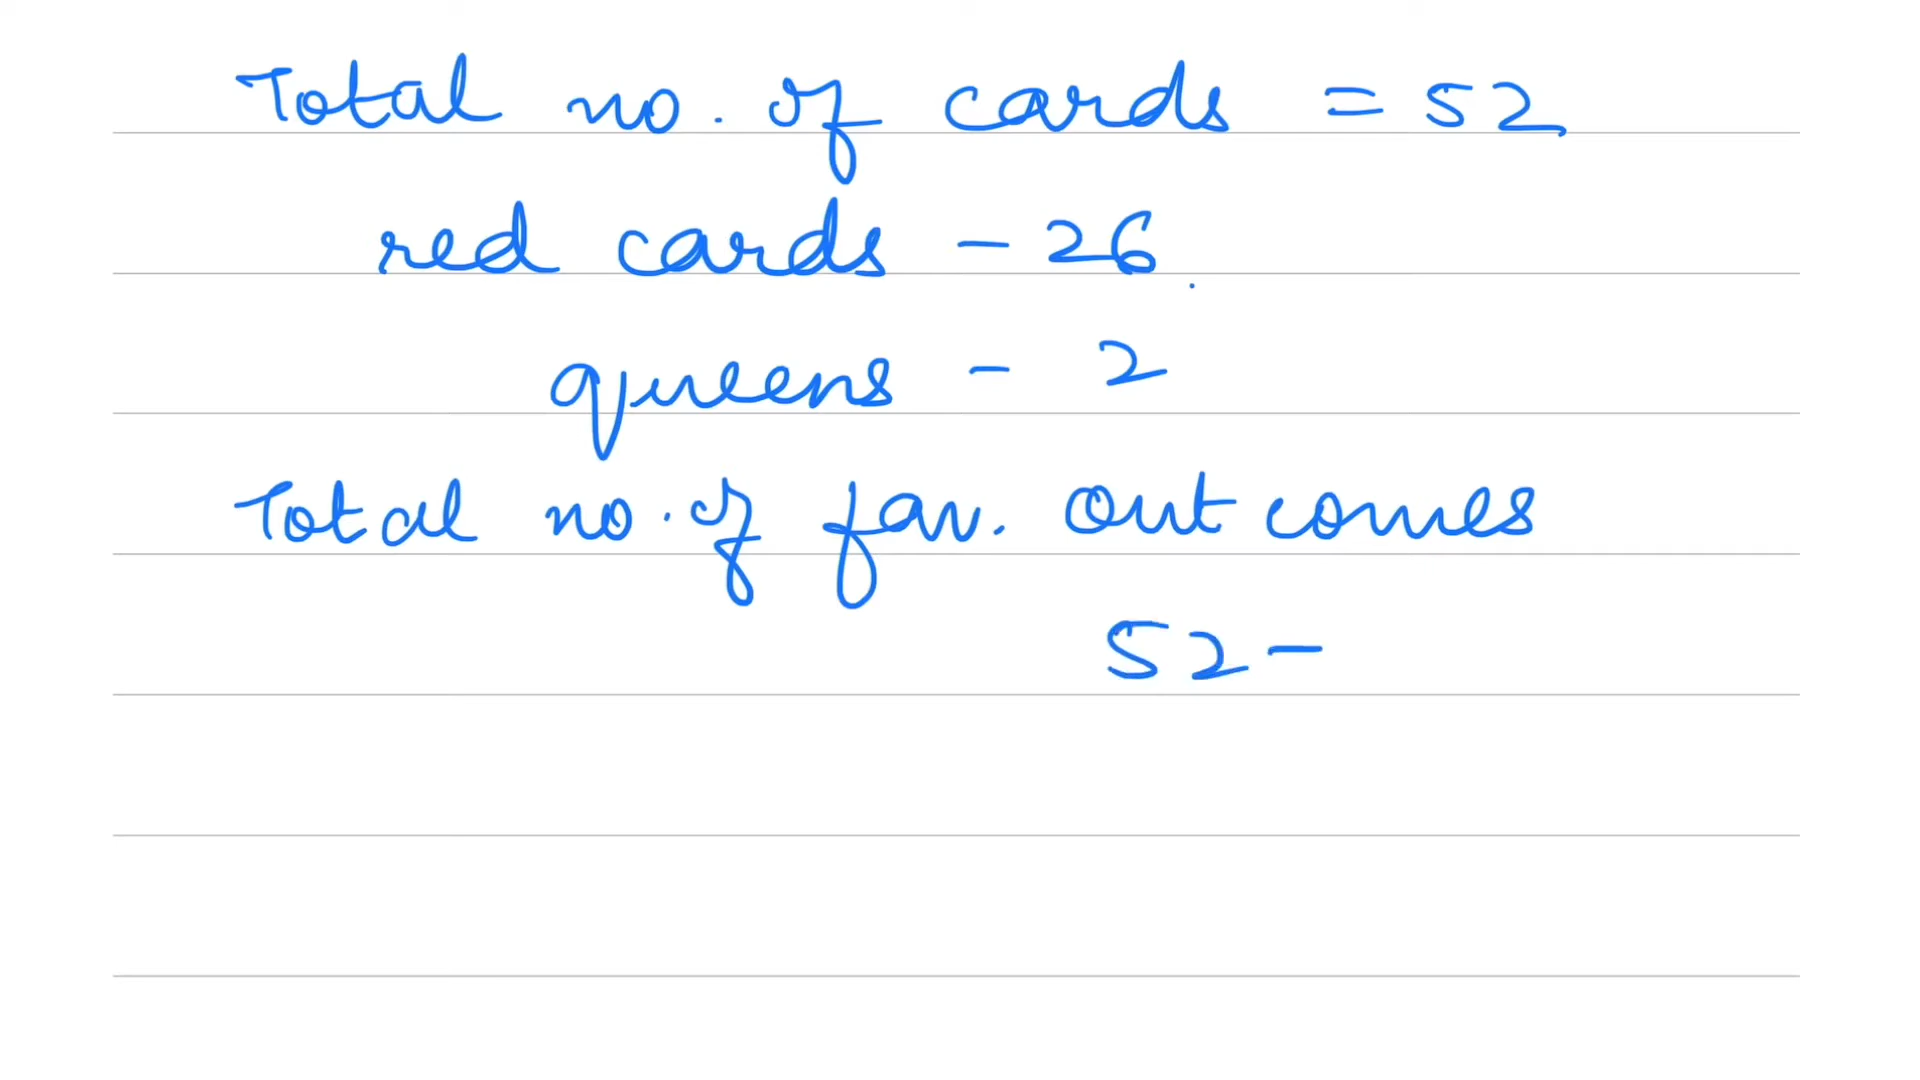 Total no. of cards = 52
red cards - 26
queens - 2
Total no. of fav. outcomes
52 -